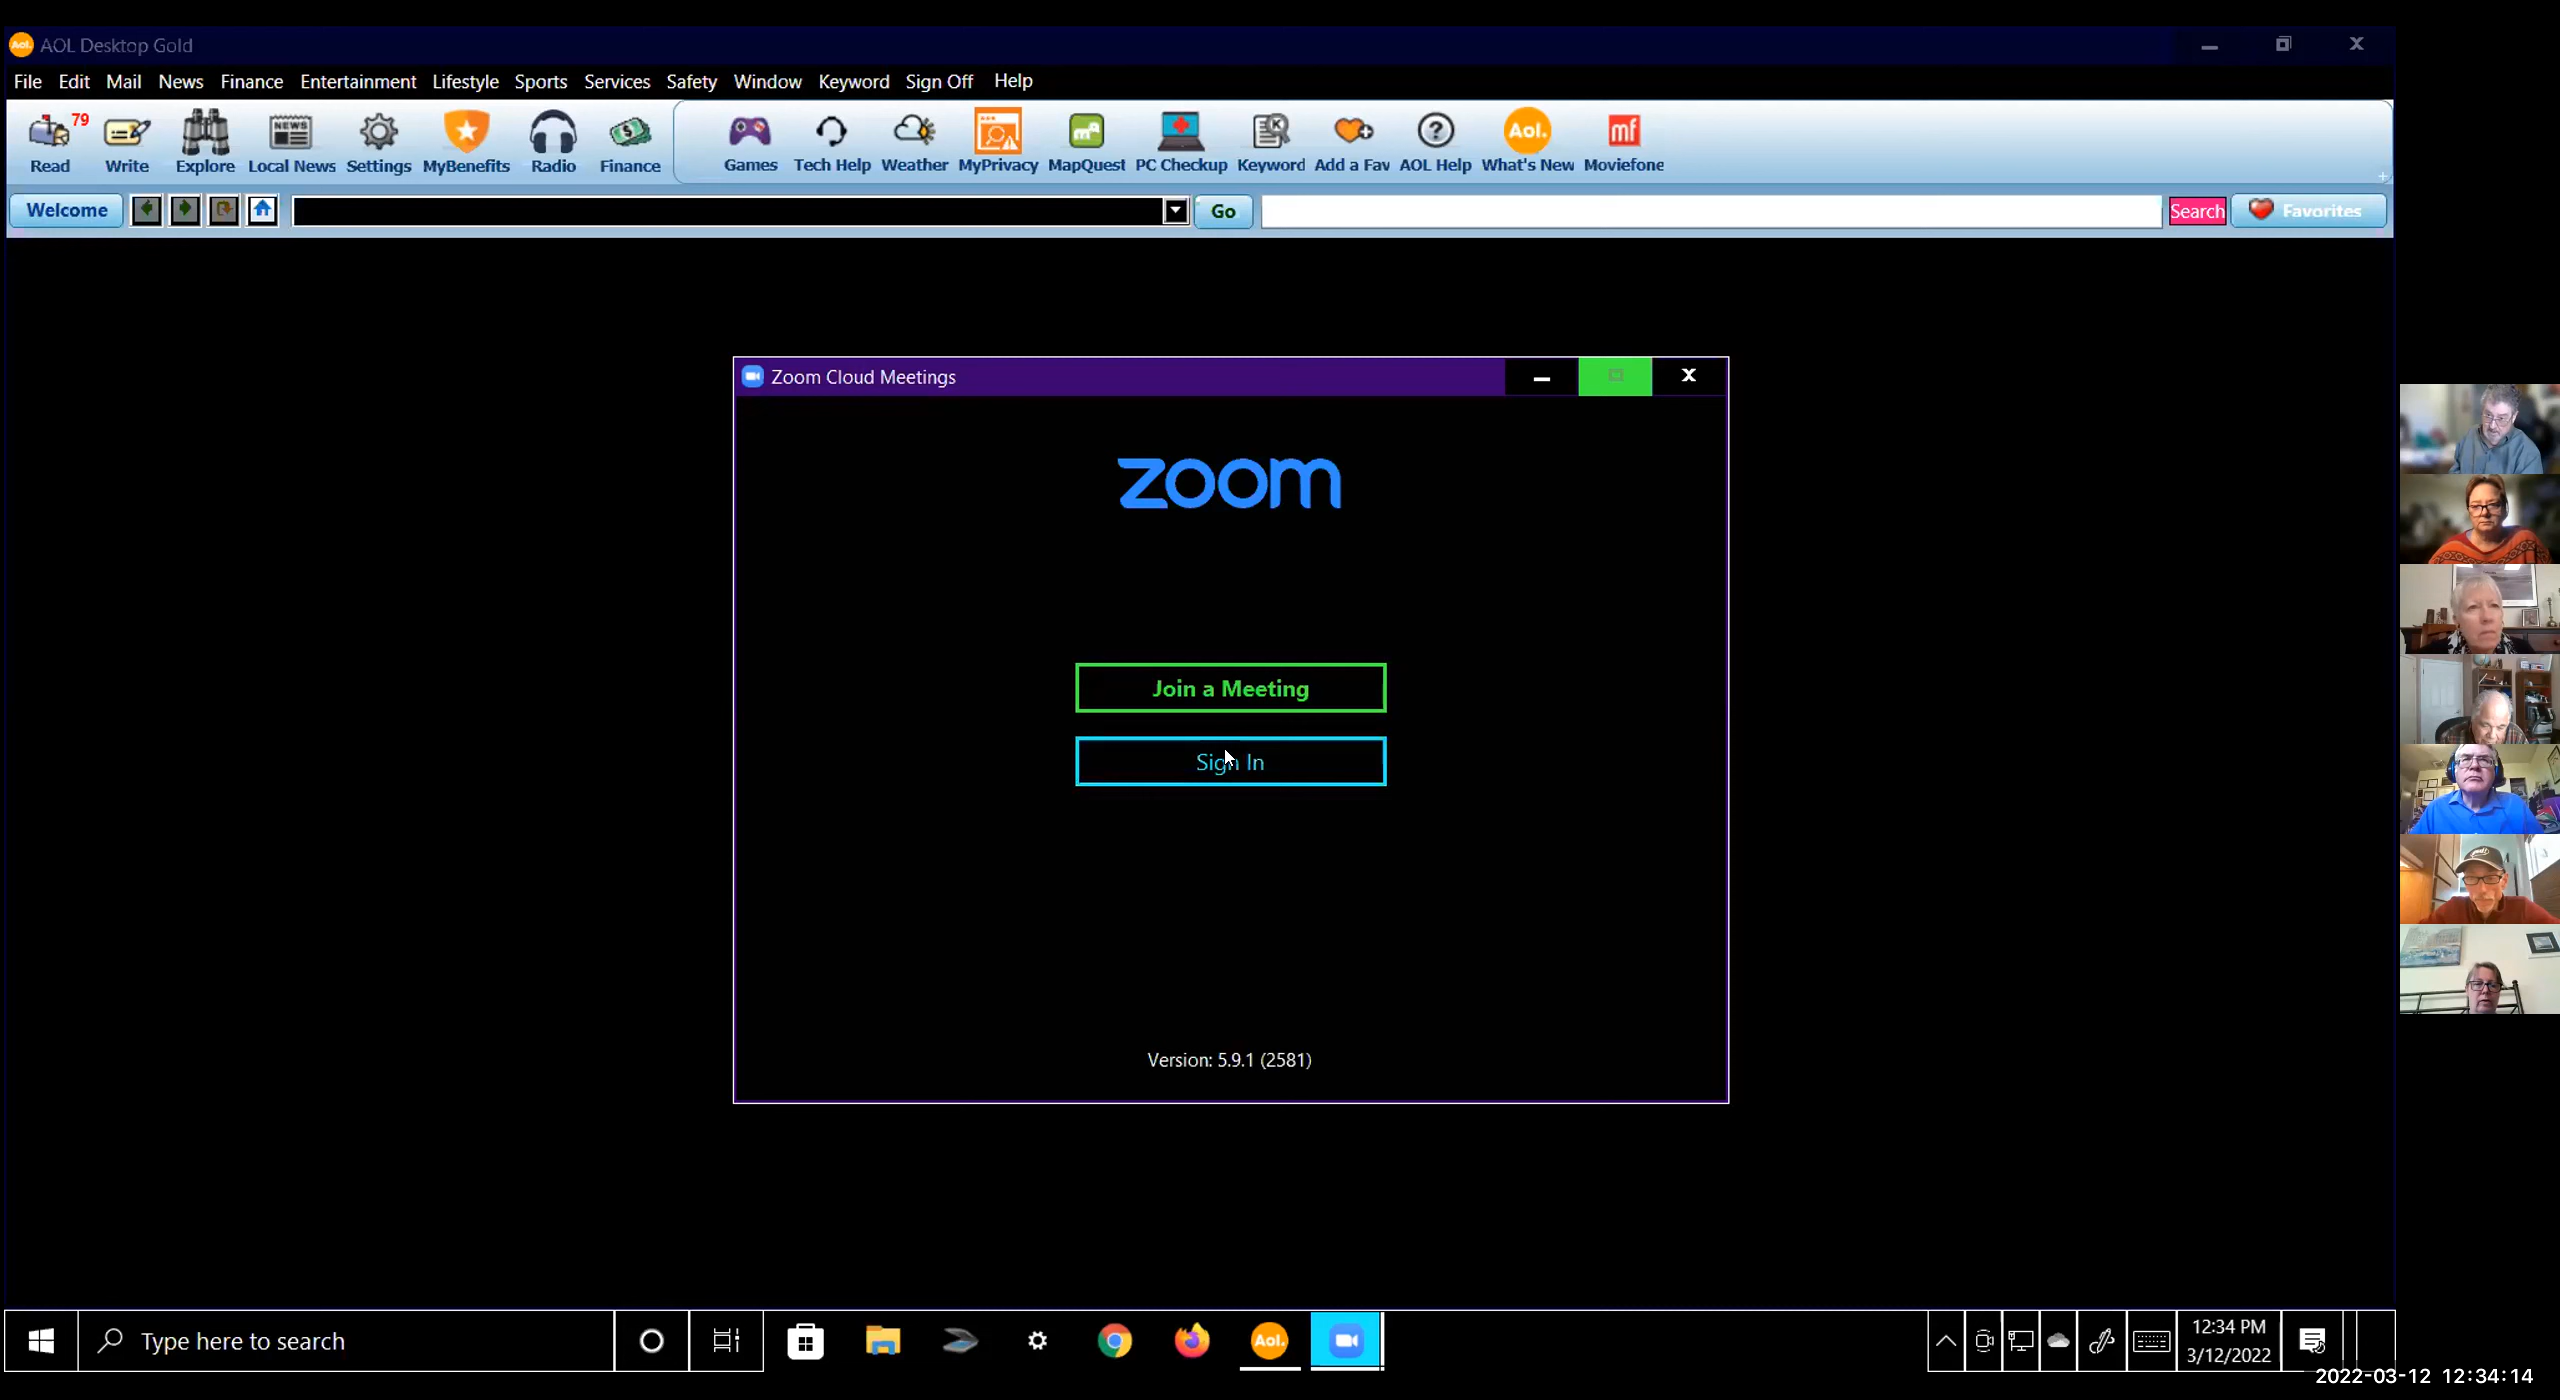 Aol. AOL Desktop Gold
File Edit Mail News Finance Entertainment Lifestyle Sports Services Safety Window Keyword Sign Off Help
79 NEWS Aol. mf
Read Write Explore Local News Settings MyBenefits Radio Finance Games Tech Help Weather MyPrivacy MapQuest PC Checkup Keyword Add a Fav AOL Help What's New Moviefone
Welcome Go Search Favorites
Zoom Cloud Meetings
zoom
Join a Meeting
Sign In
Version: 5.9.1 (2581)
Type here to search Aol. 12:34 PM
3/12/2022
2022-03-12 12:34:14